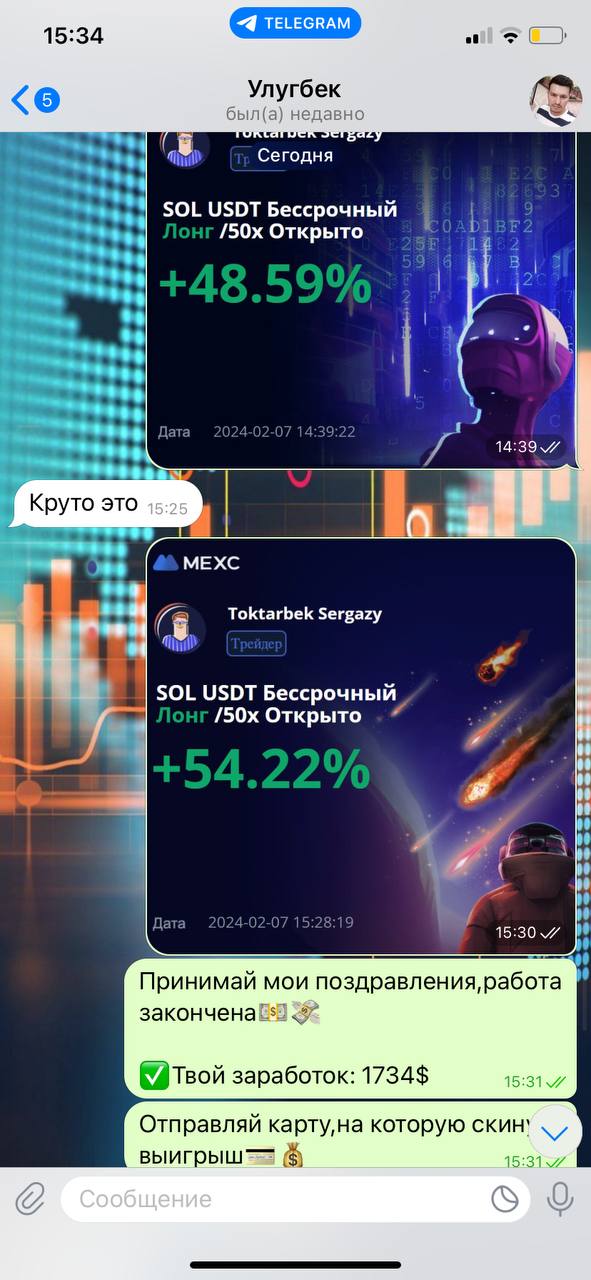 15:34
TELEGRAM
5
Улугбек
был(а) недавно
Toktarbek Sergazy
Сегодня
SOL USDT Бессрочный
Лонг /50x Открыто
+48.59%
Дата 2024-02-07 14:39:22
14:39
Круто это 15:25
MEXC
Toktarbek Sergazy
Трейдер
SOL USDT Бессрочный
Лонг /50x Открыто
+54.22%
Дата 2024-02-07 15:28:19
15:30
Принимай мои поздравления,работа
закончена
Твой заработок: 1734$
15:31
Отправляй карту,на которую скину
выигрыш
15:31
Сообщение